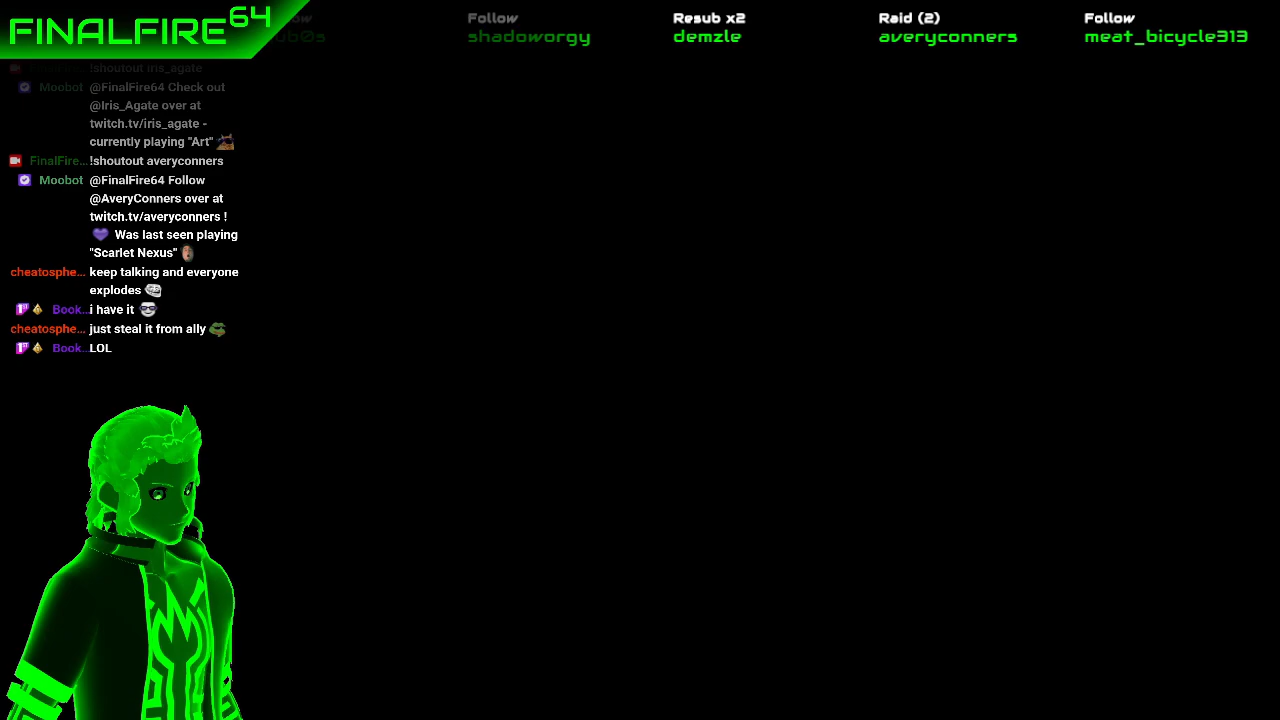 FINALFIRE64
Follow
shadoworgy
Resub x2
demzle
Raid (2)
averyconners
Follow
meat_bicycle313
!shoutout iris_agate
Moobot @FinalFire64 Check out
@Iris_Agate over at
twitch.tv/iris_agate -
currently playing "Art"
FinalFire... !shoutout averyconners
Moobot @FinalFire64 Follow
@AveryConners over at
twitch.tv/averyconners !
Was last seen playing
"Scarlet Nexus"
cheatosphe... keep talking and everyone
explodes
Book... i have it
cheatosphe... just steal it from ally
Book... LOL